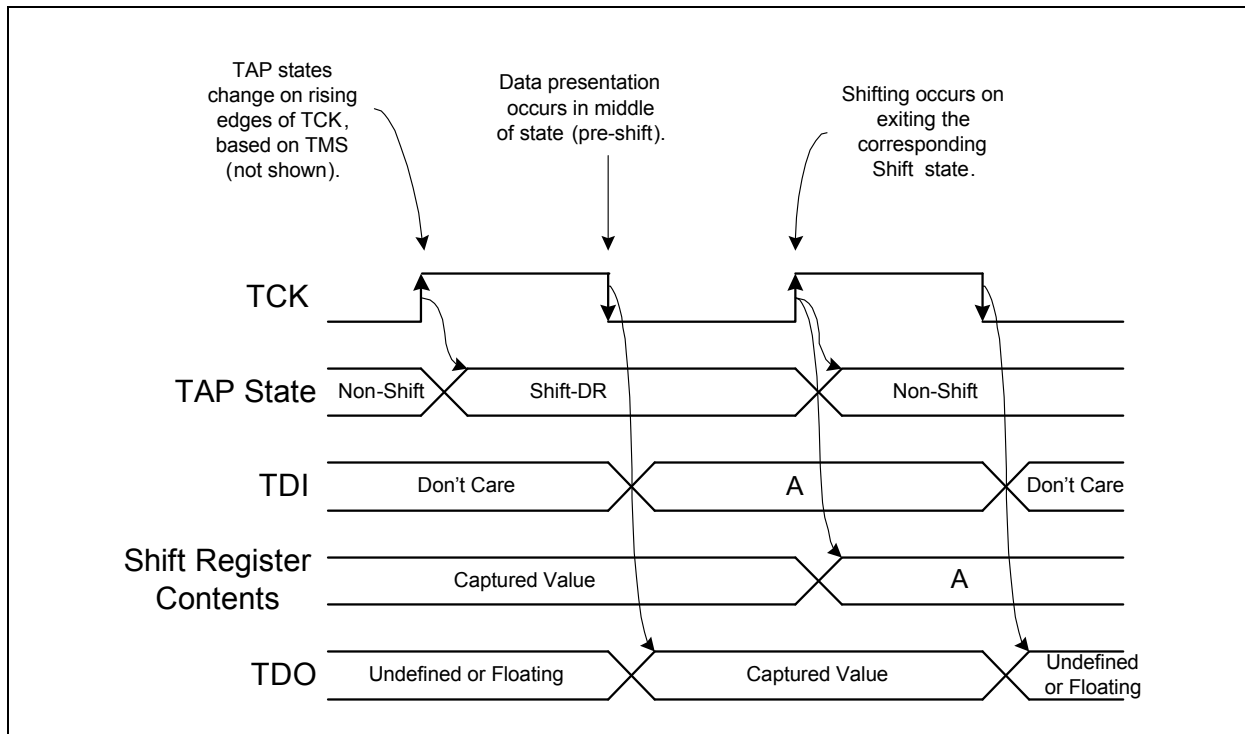 TAP states
change on rising
edges of TCK,
based on TMS
(not shown).
Data presentation
occurs in middle
of state (pre-shift).
Shifting occurs on
exiting the
corresponding
Shift state.
TCK
TAP State
Non-Shift
Shift-DR
Non-Shift
TDI
Don't Care
A
Don't Care
Shift Register
Contents
Captured Value
A
TDO
Undefined or Floating
Captured Value
Undefined
or Floating